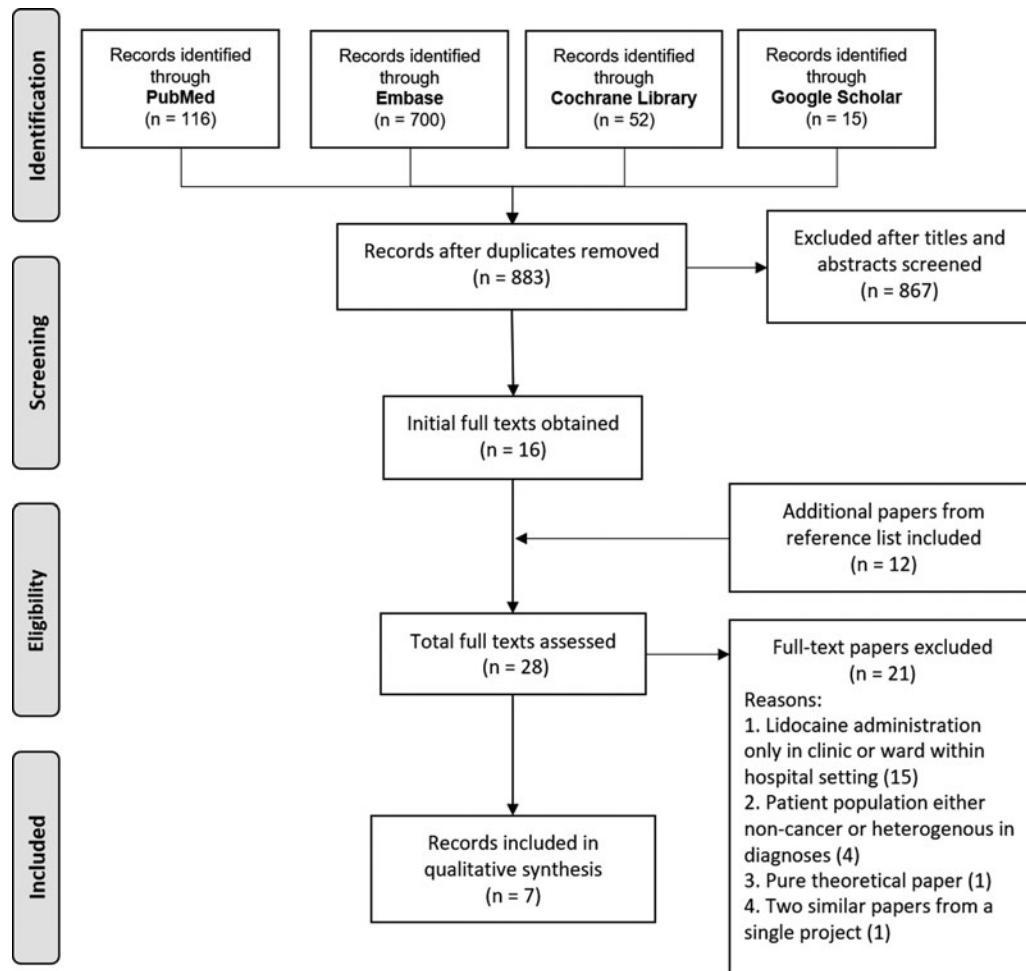 Identification
Records identified
through
PubMed
(n = 116)
Records identified
through
Embase
(n = 700)
Records identified
through
Cochrane Library
(n = 52)
Records identified
through
Google Scholar
(n = 15)
Records after duplicates removed
(n = 883)
Excluded after titles and
abstracts screened
(n = 867)
Screening
Initial full texts obtained
(n = 16)
Additional papers from
reference list included
(n = 12)
Eligibility
Total full texts assessed
(n = 28)
Full-text papers excluded
(n = 21)
Reasons:
1. Lidocaine administration
only in clinic or ward within
hospital setting (15)
2. Patient population either
non-cancer or heterogenous in
diagnoses (4)
3. Pure theoretical paper (1)
4. Two similar papers from a
single project (1)
Included
Records included in
qualitative synthesis
(n = 7)